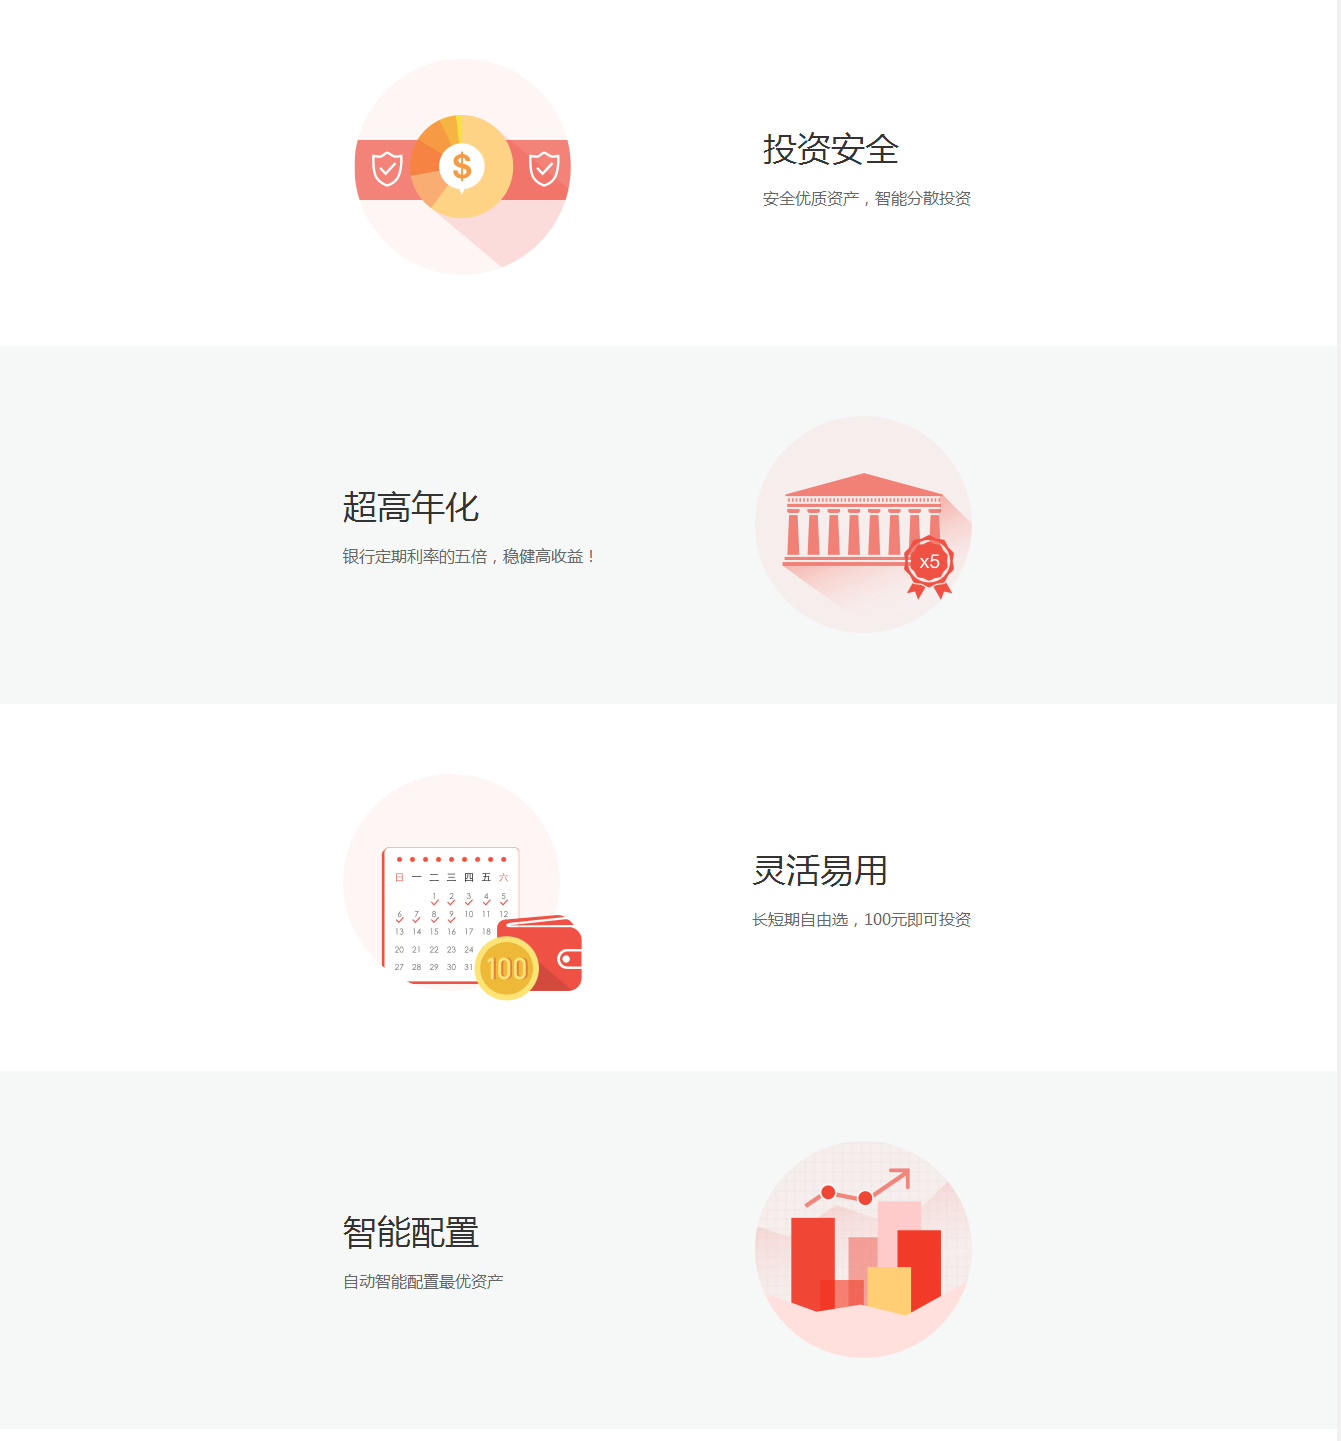 $
投资安全
安全优质资产，智能分散投资
超高年化
银行定期利率的五倍，稳健高收益！
x5
日 一 二 三 四 五 六
1 2 3 4 5
6 7 8 9 10 11 12
13 14 15 16 17 18
20 21 22 23 24
27 28 29 30 31
100
灵活易用
长短期自由选，100元即可投资
智能配置
自动智能配置最优资产